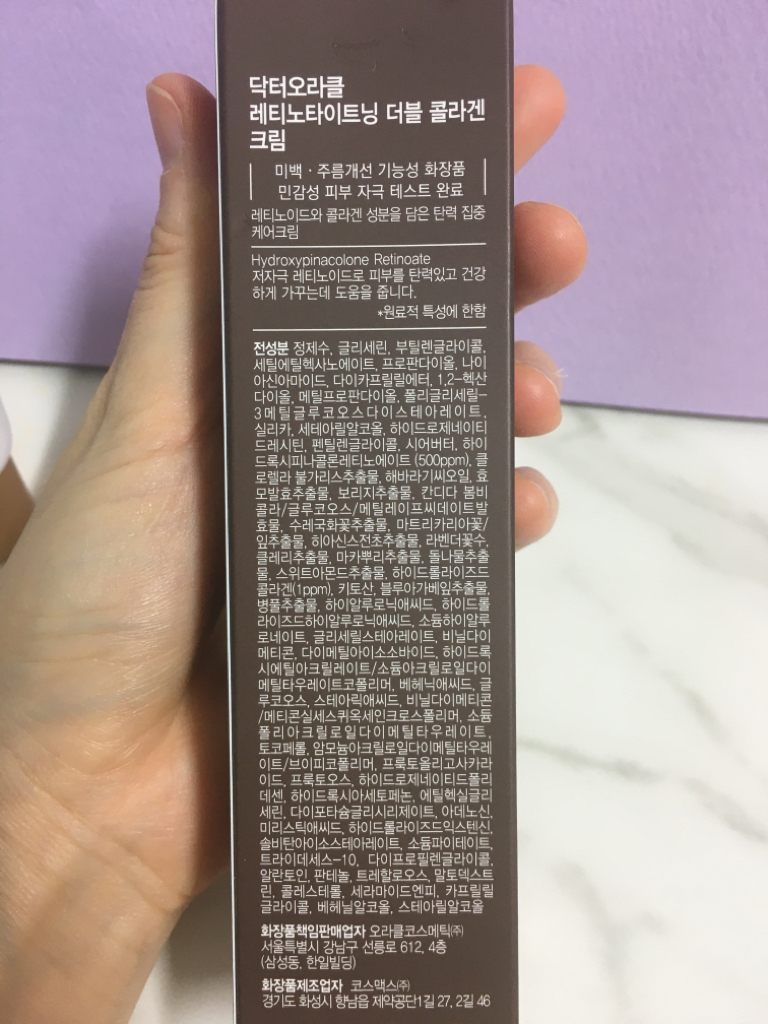 닥터오라클
레티노타이트닝 더블 콜라겐
크림
미백 · 주름개선 기능성 화장품
민감성 피부 자극 테스트 완료
레티노이드와 콜라겐 성분을 담은 탄력 집중
케어크림
Hydroxypinacolone Retinoate
저자극 레티노이드로 피부를 탄력있고 건강
하게 가꾸는데 도움을 줍니다.
*원료적 특성에 한함
전성분 정제수, 글리세린, 부틸렌글라이콜,
세틸에틸헥사노에이트, 프로판다이올, 나이
아신아마이드, 다이카프릴릴에터, 1,2-헥산
다이올, 메틸프로판다이올, 폴리글리세릴-
3메틸글루코오스다이스테아레이트,
실리카, 세테아릴알코올, 하이드로제네이티
드레시틴, 펜틸렌글라이콜, 시어버터, 하이
드록시피나콜론레티노에이트 (500ppm), 클
로렐라 불가리스추출물, 해바라기씨오일, 효
모발효추출물, 보리지추출물, 칸디다 봄비
콜라/글루코오스/메틸레이프씨데이트발
효물, 수레국화꽃추출물, 마트리카리아꽃/
잎추출물, 히아신스전초추출물, 라벤더꽃수,
클레리추출물, 마카뿌리추출물, 돌나물추출
물, 스위트아몬드추출물, 하이드롤라이즈드
콜라겐(1ppm), 키토산, 블루아가베잎추출물,
병풀추출물, 하이알루로닉애씨드, 하이드롤
라이즈드하이알루로닉애씨드, 소듐하이알루
로네이트, 글리세릴스테아레이트, 비닐다이
메티콘, 다이메틸아이소소바이드, 하이드록
시에틸아크릴레이트/소듐아크릴로일다이
메틸타우레이트코폴리머, 베헤닉애씨드, 글
루코오스, 스테아릭애씨드, 비닐다이메티콘
/메티콘실세스퀴옥세인크로스폴리머, 소듐
폴리아크릴로일다이메틸타우레이트,
토코페롤, 암모늄아크릴로일다이메틸타우레
이트/브이피코폴리머, 프룩토올리고사카라
이드, 프룩토오스, 하이드로제네이티드폴리
데센, 하이드록시아세토페논, 에틸헥실글리
세린, 다이포타슘글리시리제이트, 아데노신,
미리스틱애씨드, 하이드롤라이즈드익스텐신,
솔비탄아이소스테아레이트, 소듐파이테이트,
트라이데세스-10, 다이프로필렌글라이콜,
알란토인, 판테놀, 트레할로오스, 말토덱스트
린, 콜레스테롤, 세라마이드엔피, 카프릴릴
글라이콜, 베헤닐알코올, 스테아릴알코올
화장품책임판매업자 오라클코스메틱㈜
서울특별시 강남구 선릉로 612, 4층
(삼성동, 한일빌딩)
화장품제조업자 코스맥스㈜
경기도 화성시 향남읍 제약공단1길 27, 2길 46